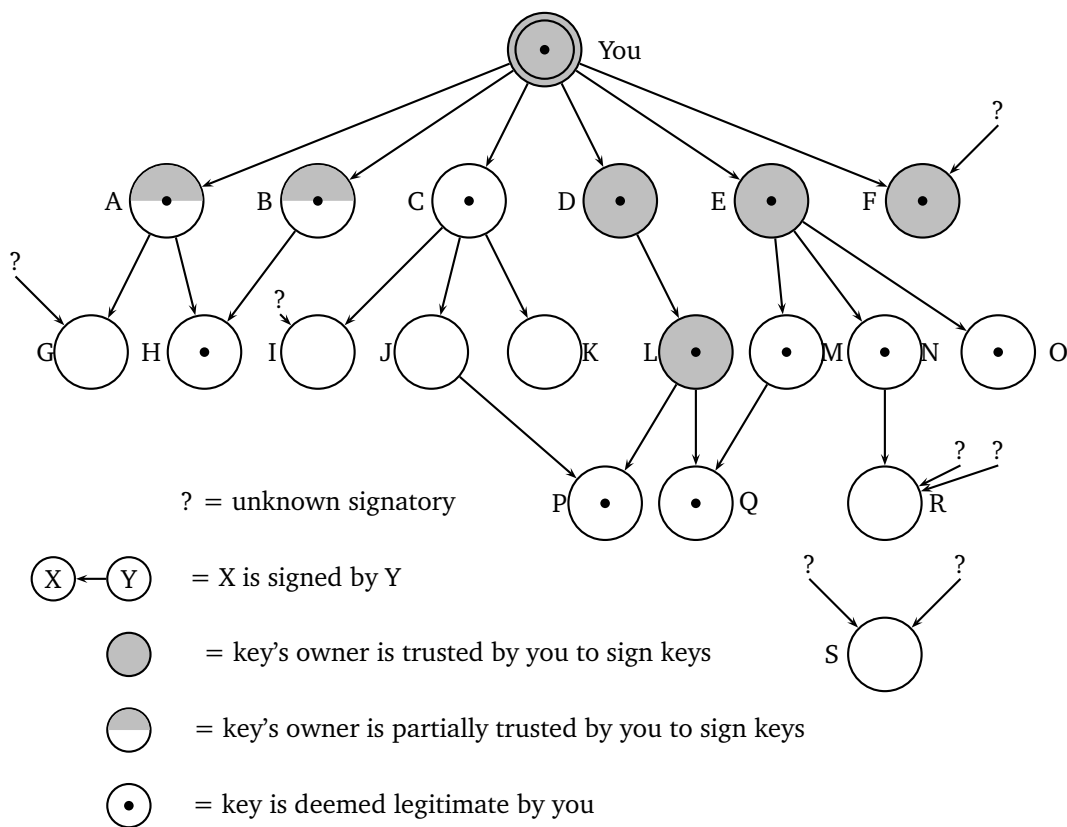 You
?
A B C D E F
?
?
G H I J K L M N O
? ?
? = unknown signatory
P Q R
? ?
X Y = X is signed by Y
= key's owner is trusted by you to sign keys
S
= key's owner is partially trusted by you to sign keys
= key is deemed legitimate by you